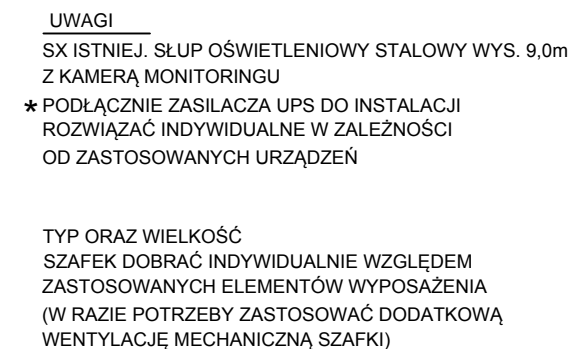 UWAGI
SX ISTNIEJ. SŁUP OŚWIETLENIOWY STALOWY WYS. 9,0m
Z KAMERĄ MONITORINGU
* PODŁĄCZNIE ZASILACZA UPS DO INSTALACJI
ROZWIĄZAĆ INDYWIDUALNE W ZALEŻNOŚCI
OD ZASTOSOWANYCH URZĄDZEŃ
TYP ORAZ WIELKOŚĆ
SZAFEK DOBRAĆ INDYWIDUALNIE WZGLĘDEM
ZASTOSOWANYCH ELEMENTÓW WYPOSAŻENIA
(W RAZIE POTRZEBY ZASTOSOWAĆ DODATKOWĄ
WENTYLACJĘ MECHANICZNĄ SZAFKI)